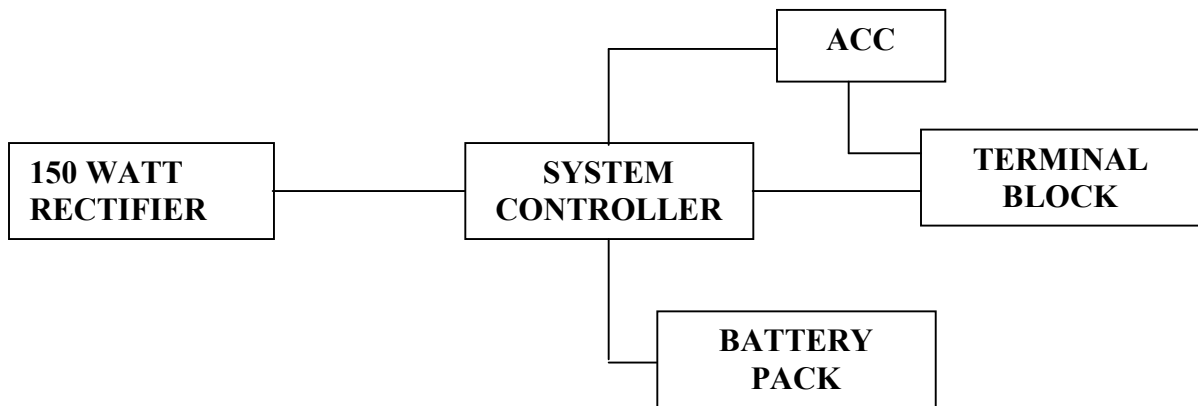 ACC
150 WATT
RECTIFIER
SYSTEM
CONTROLLER
TERMINAL
BLOCK
BATTERY
PACK